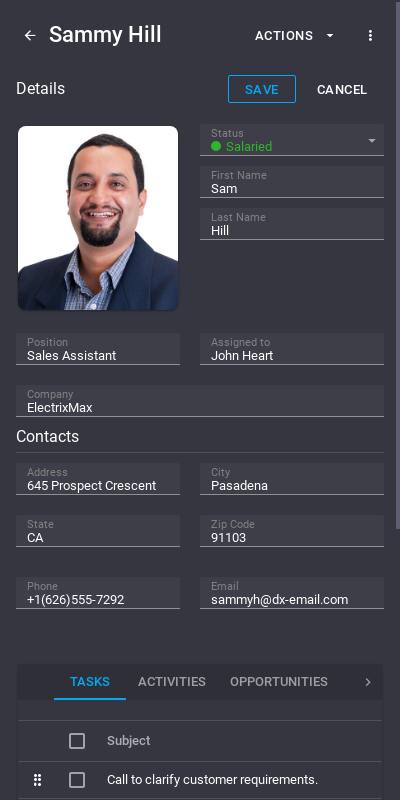 Sammy Hill
ACTIONS
Details
SAVE
CANCEL
Status
Salaried
First Name
Sam
Last Name
Hill
Position
Sales Assistant
Assigned to
John Heart
Company
ElectrixMax
Contacts
Address
645 Prospect Crescent
City
Pasadena
State
CA
Zip Code
91103
Phone
+1(626)555-7292
Email
sammyh@dx-email.com
TASKS
ACTIVITIES
OPPORTUNITIES
Subject
Call to clarify customer requirements.